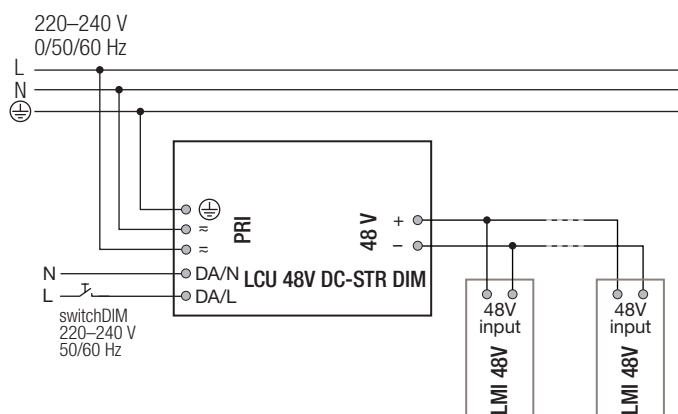 220–240 V
0/50/60 Hz
L
N
PRI
≂
≂
48 V
+
−
N
DA/N
LCU 48V DC-STR DIM
L
DA/L
switchDIM
220–240 V
50/60 Hz
48V
input
LMI 48V
48V
input
LMI 48V